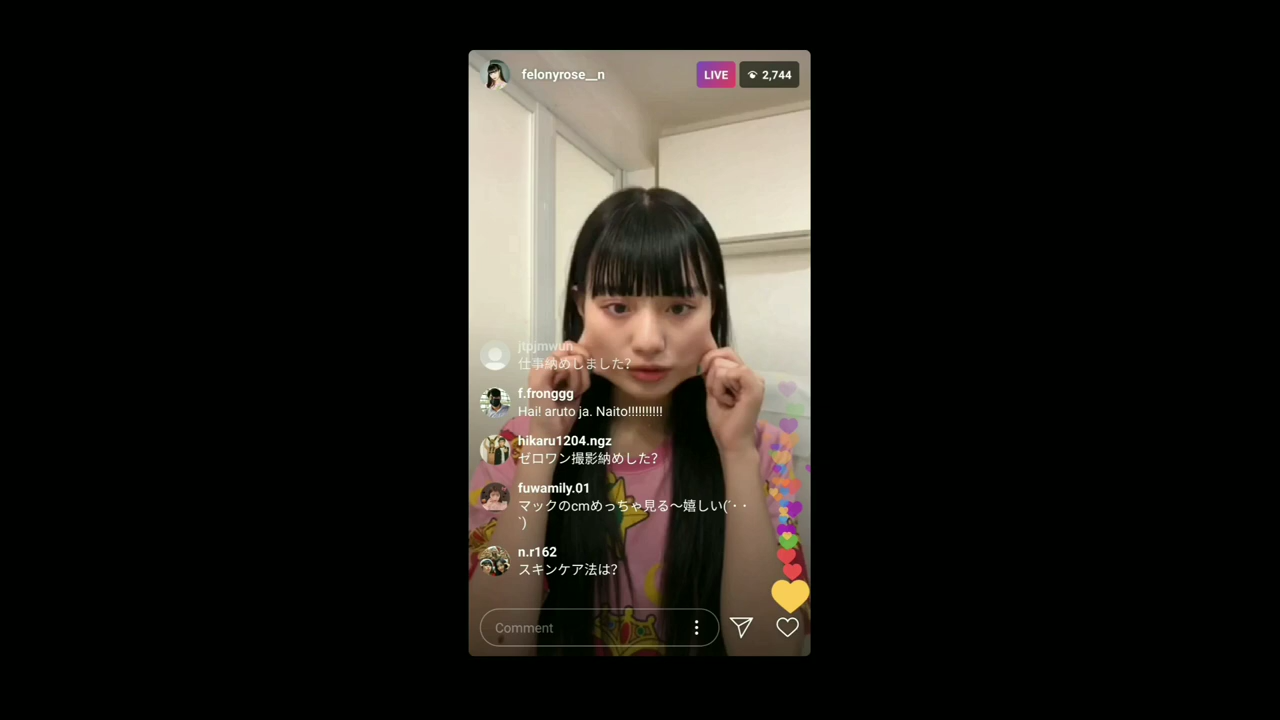 felonyrose__n
LIVE
2,744
jtpjmwun
仕事納めしました?
f.fronggg
Hai! aruto ja. Naito!!!!!!!!!!
hikaru1204.ngz
ゼロワン撮影納めした?
fuwamily.01
マックのcmめっちゃ見る〜嬉しい(´･･
`)
n.r162
スキンケア法は?
Comment